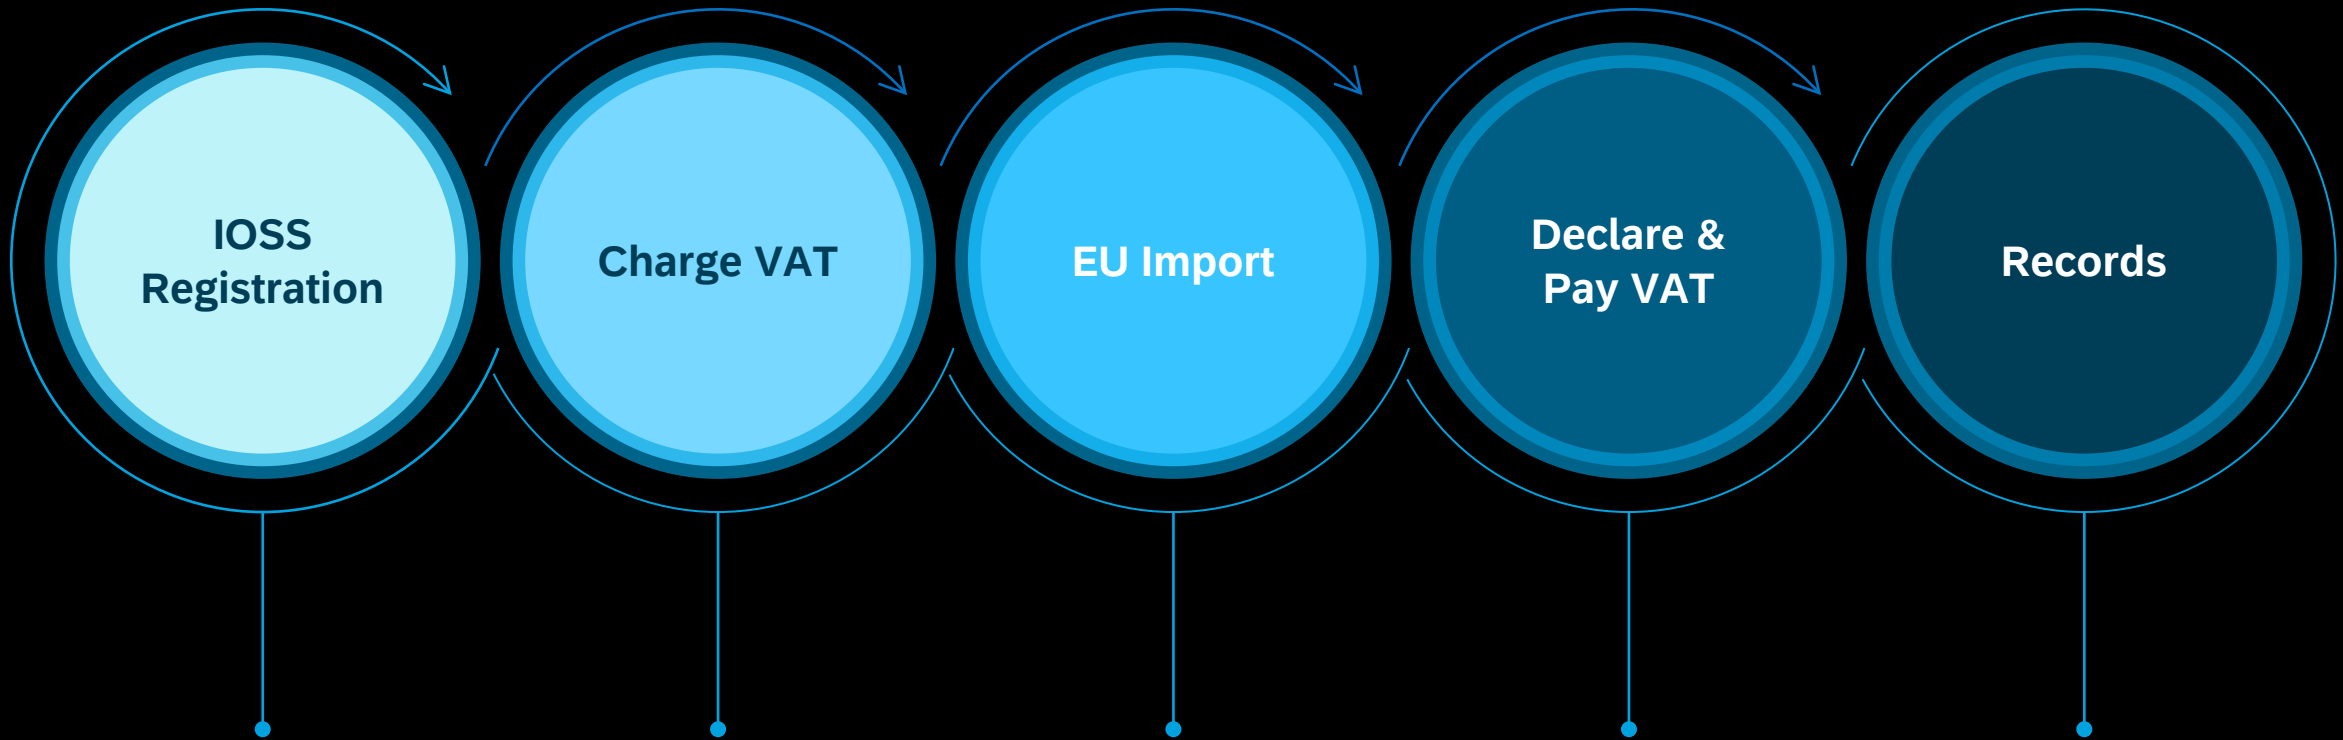 IOSS
Registration
Charge VAT
EU Import
Declare &
Pay VAT
Records